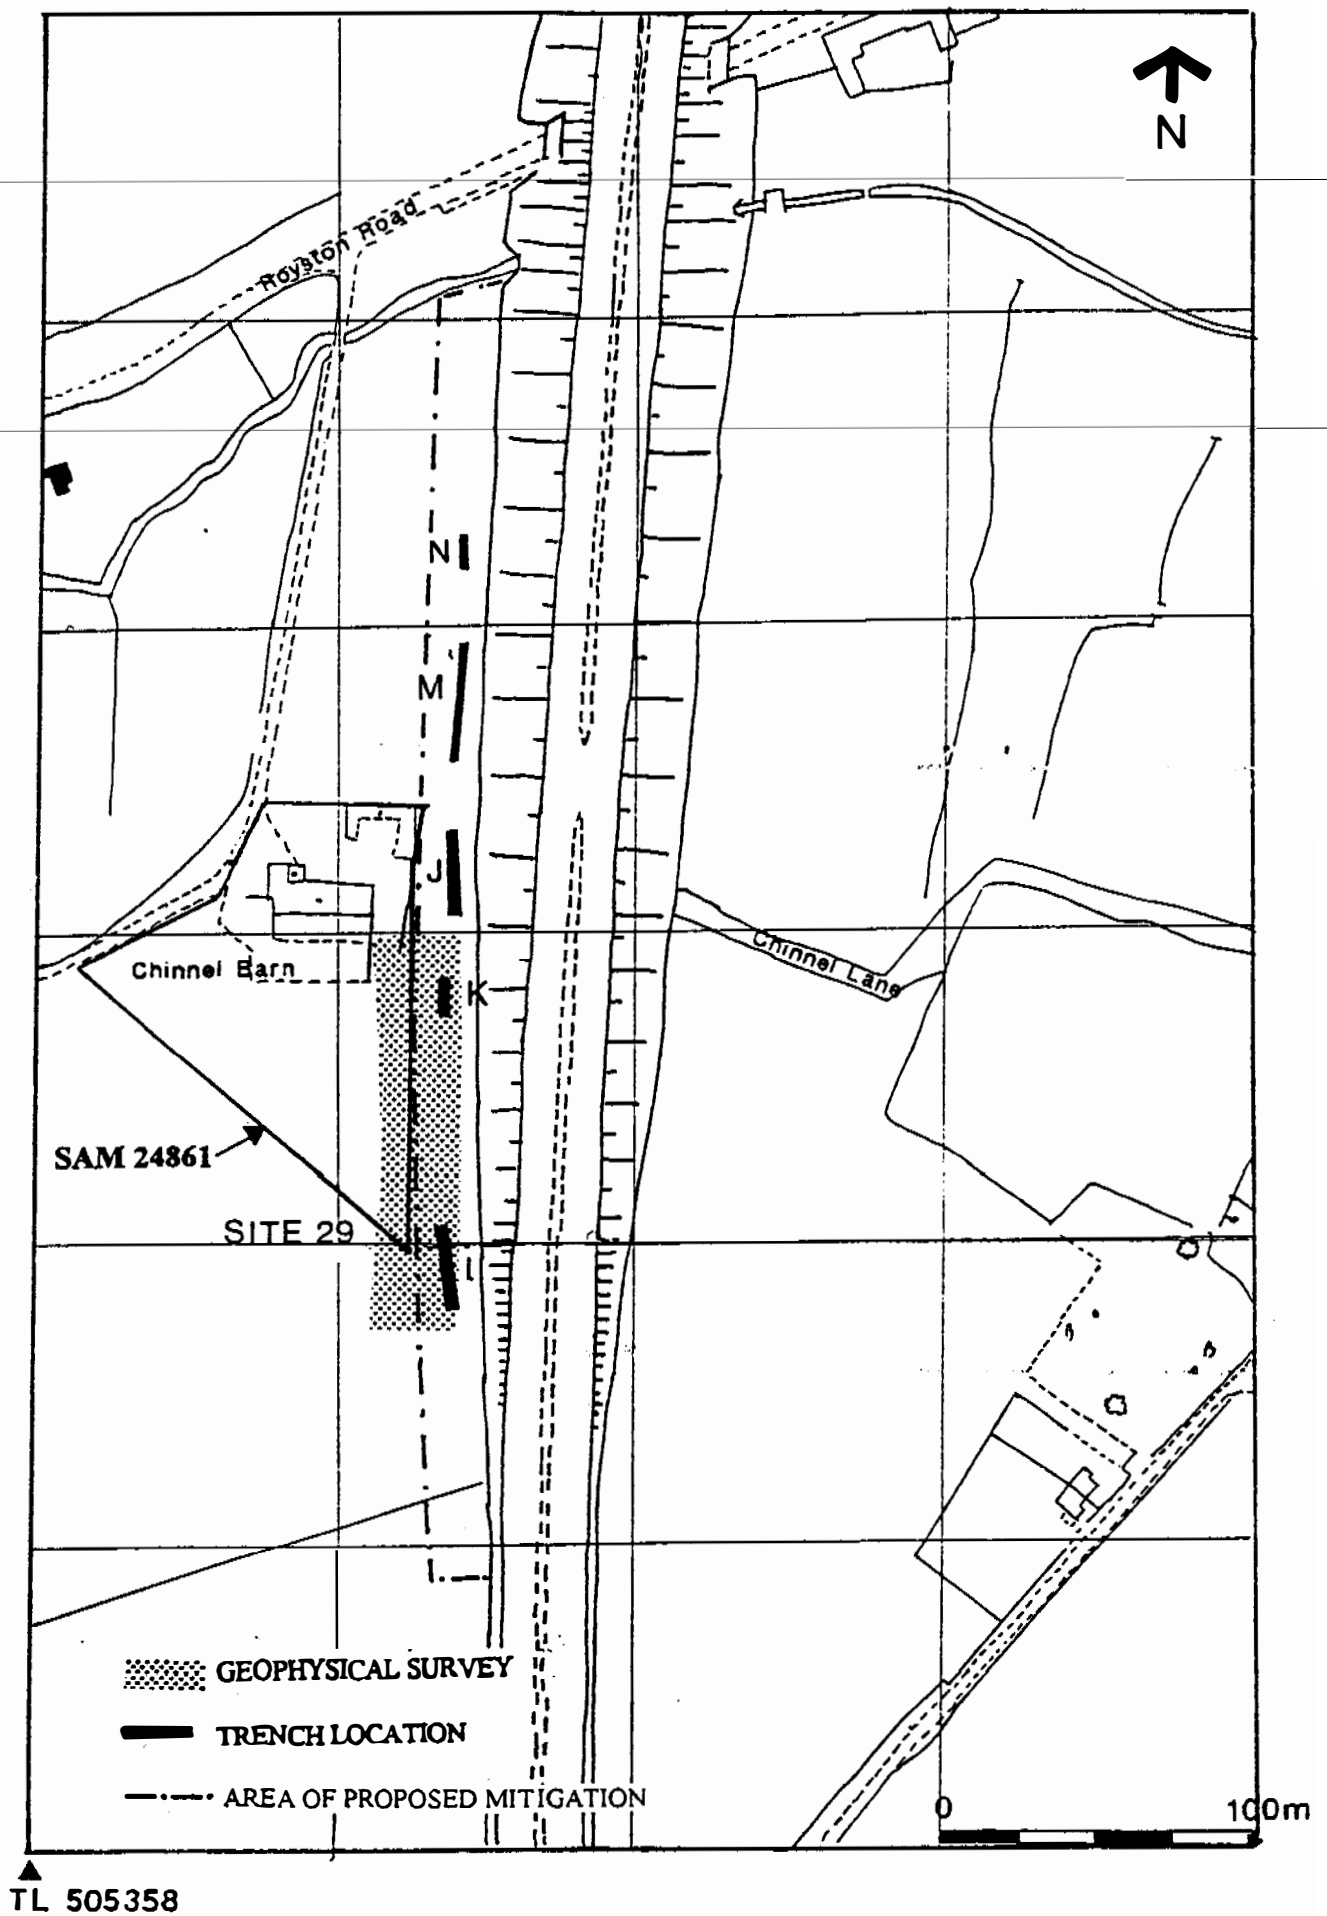 N
Royston Road
N
M
J
Chinnel Lane
Chinnel Barn
K
SAM 24861
SITE 29
I
GEOPHYSICAL SURVEY
TRENCH LOCATION
AREA OF PROPOSED MITIGATION
0 100m
TL 505358